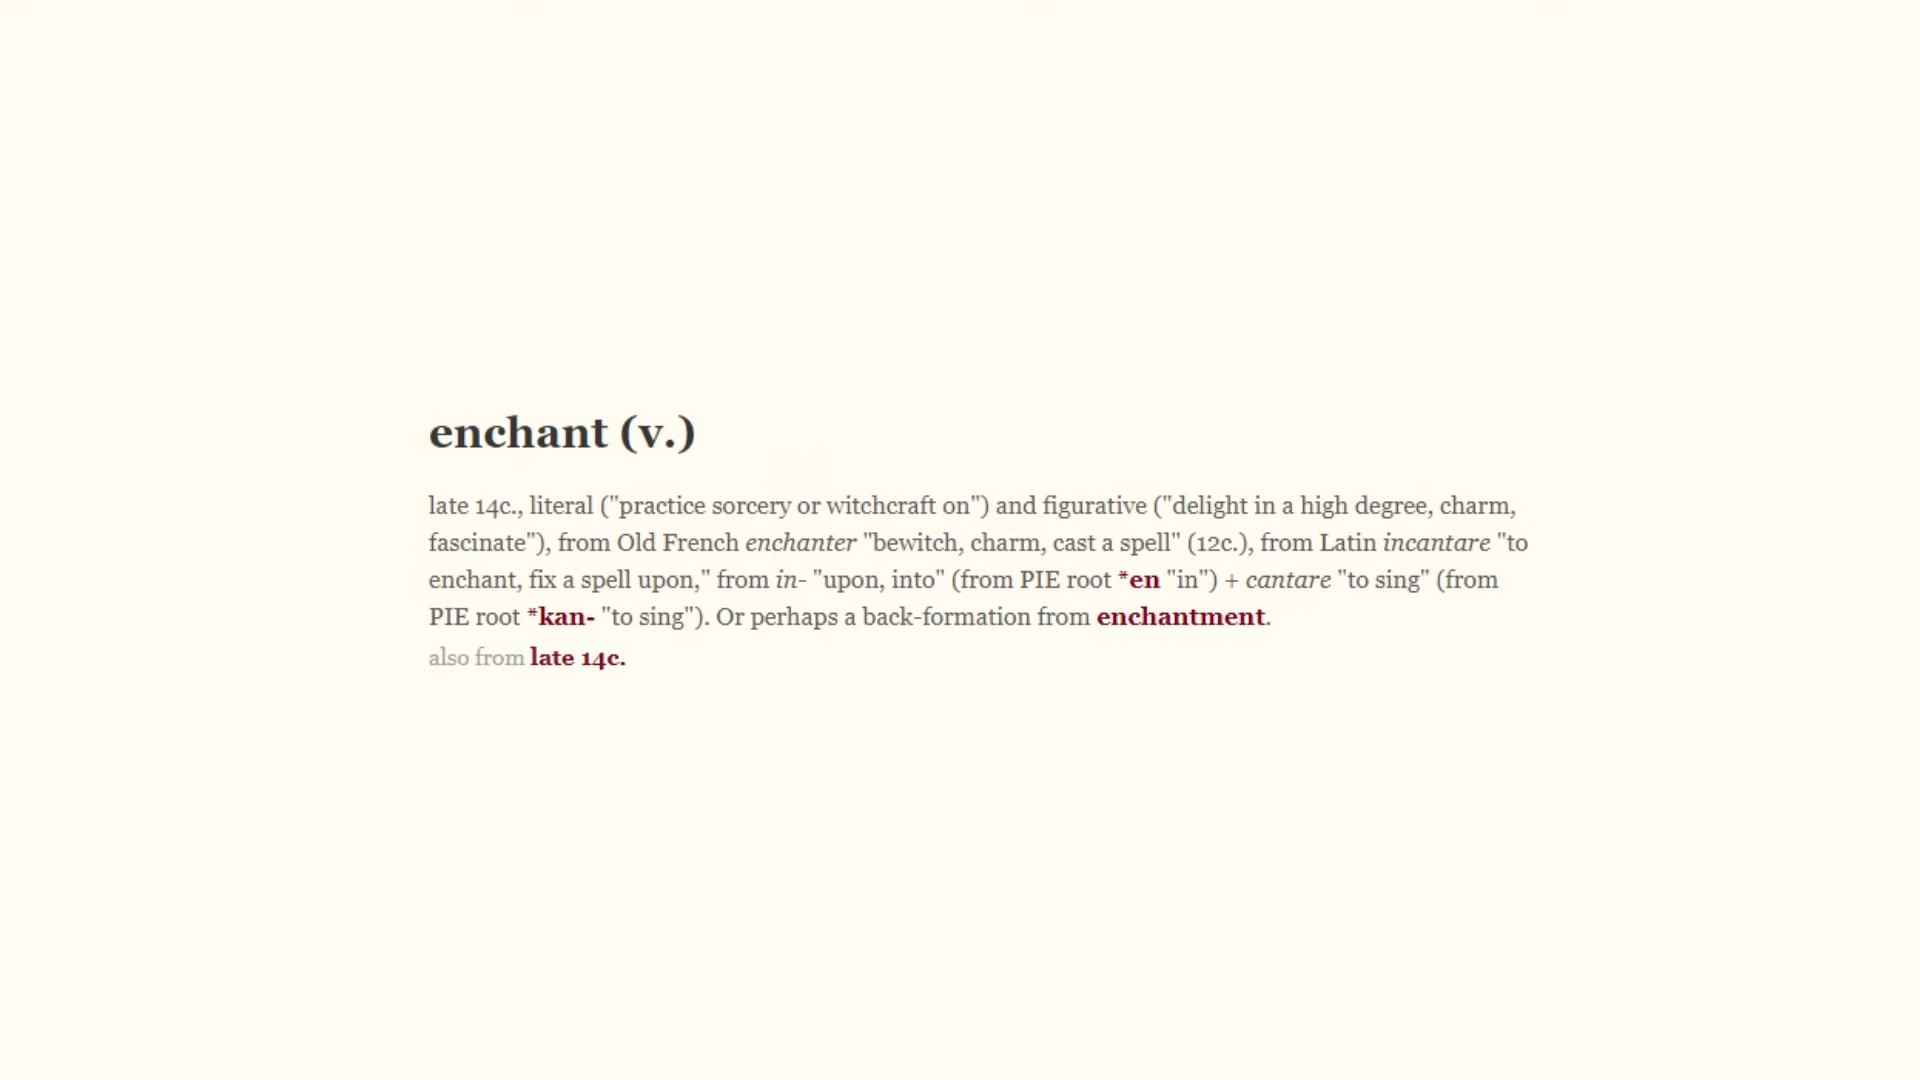 enchant (v.)
late 14c., literal ("practice sorcery or witchcraft on") and figurative ("delight in a high degree, charm,
fascinate"), from Old French enchanter "bewitch, charm, cast a spell" (12c.), from Latin incantare "to
enchant, fix a spell upon," from in- "upon, into" (from PIE root *en "in") + cantare "to sing" (from
PIE root *kan- "to sing"). Or perhaps a back-formation from enchantment.
also from late 14c.